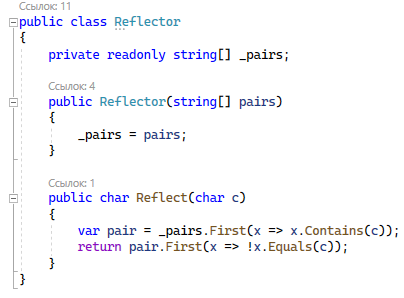 Ссылок: 11
public class Reflector
{
    private readonly string[] _pairs;
    Ссылок: 4
    public Reflector(string[] pairs)
    {
        _pairs = pairs;
    }
    Ссылок: 1
    public char Reflect(char c)
    {
        var pair = _pairs.First(x => x.Contains(c));
        return pair.First(x => !x.Equals(c));
    }
}